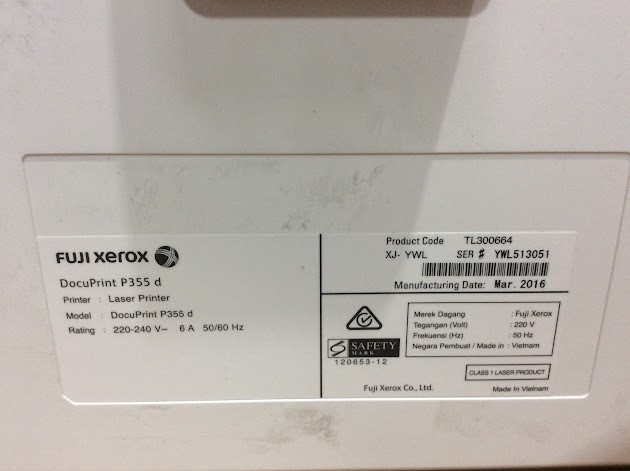 FUJI xerox
DocuPrint P355 d
Printer : Laser Printer
Model : DocuPrint P355 d
Rating : 220-240 V~ 6 A 50/60 Hz
Product Code TL300664
XJ- YWL SER # YWL513051
Manufacturing Date: Mar. 2016
SAFETY
MARK
120653-12
Merek Dagang : Fuji Xerox
Tegangan (Volt) : 220 V
Frekuensi (Hz) : 50 Hz
Negara Pembuat / Made in : Vietnam
CLASS 1 LASER PRODUCT
Fuji Xerox Co., Ltd.
Made In Vietnam